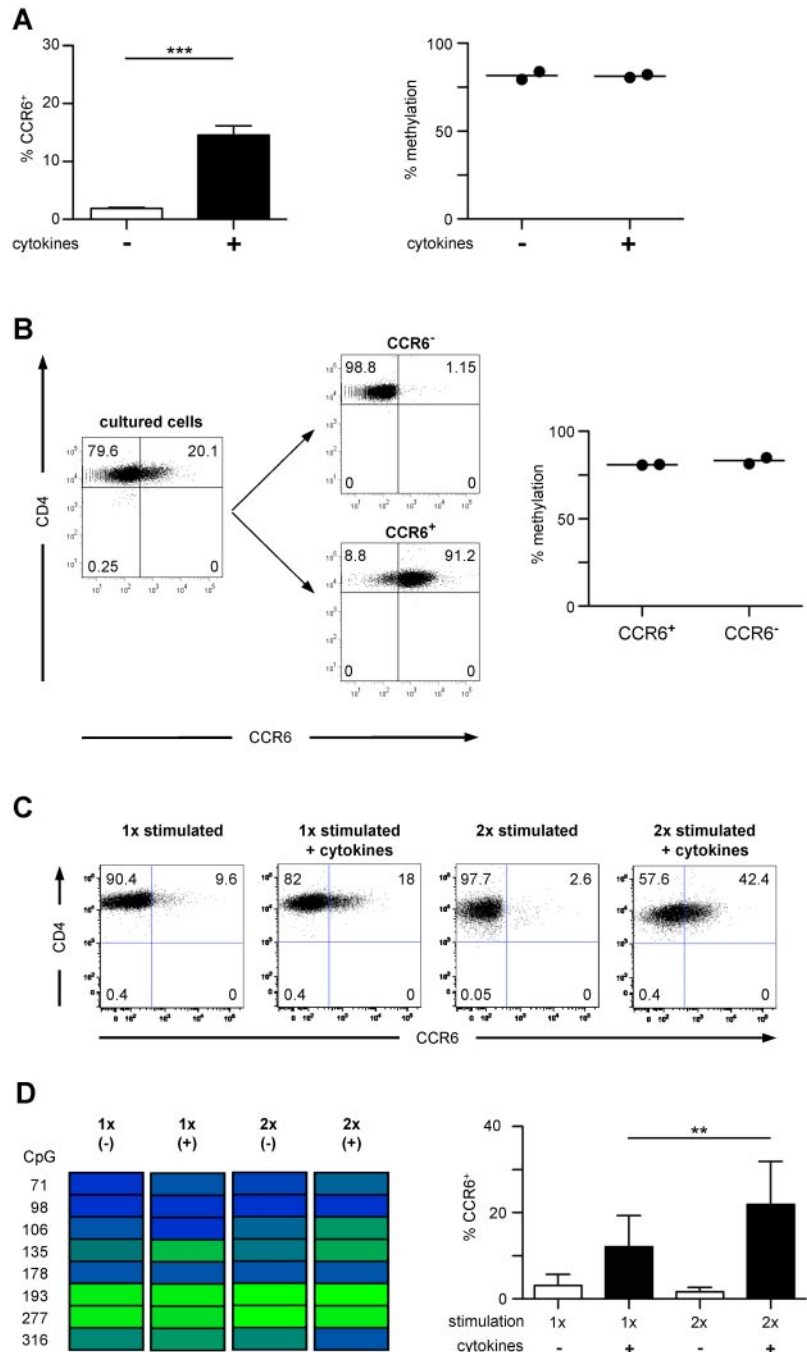 A
30
20
10
0
% CCR6+
***
cytokines - +
100
75
50
0
% methylation
cytokines - +
B
CD4
cultured cells
79.6 20.1
0.25 0
CCR6-
98.8 1.15
0 0
CCR6+
8.8 91.2
0 0
CCR6
100
75
50
0
% methylation
CCR6+ CCR6-
C
1x stimulated
1x stimulated + cytokines
2x stimulated
2x stimulated + cytokines
CD4
90.4 9.6
0.4 0
82 18
0.4 0
97.7 2.6
0.05 0
57.6 42.4
0.4 0
CCR6
D
1x (-) 1x (+) 2x (-) 2x (+)
CpG
71
98
106
135
178
193
277
316
40
20
0
% CCR6+
**
stimulation 1x 1x 2x 2x
cytokines - + - +